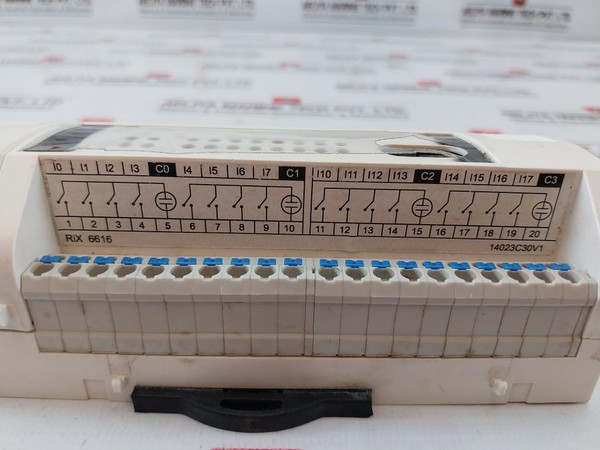 I0 I1 I2 I3 C0 I4 I5 I6 I7 C1 I10 I11 I12 I13 C2 I14 I15 I16 I17 C3
1 2 3 4 5 6 7 8 9 10 11 12 13 14 15 16 17 18 19 20
RiX 6616 14023C30V1